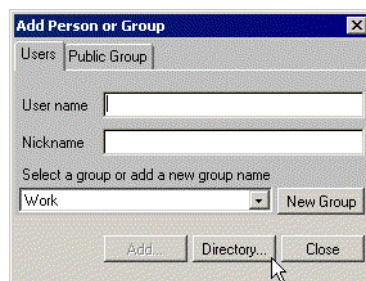 Add Person or Group
Users Public Group
User name
Nickname
Select a group or add a new group name
Work New Group
Add... Directory... Close